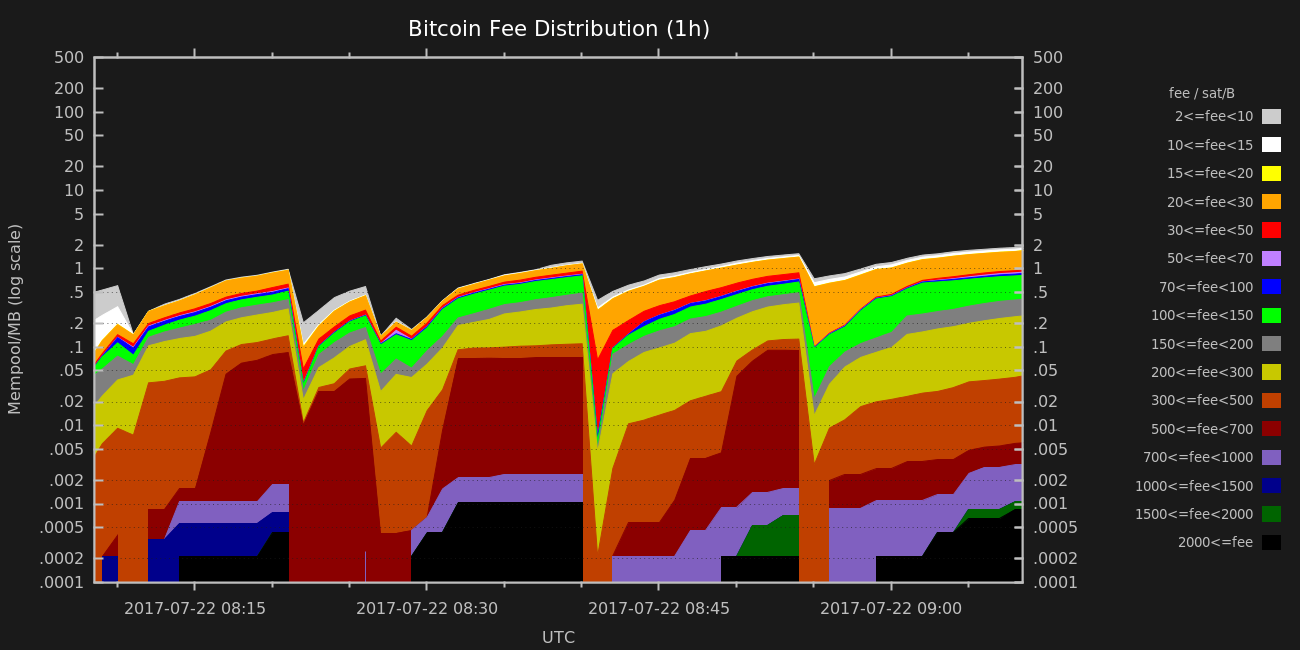 Bitcoin Fee Distribution (1h)
Mempool/MB (log scale)
500
200
100
50
20
10
5
2
1
.5
.2
.1
.05
.02
.01
.005
.002
.001
.0005
.0002
.0001
500
200
100
50
20
10
5
2
1
.5
.2
.1
.05
.02
.01
.005
.002
.001
.0005
.0002
.0001
fee / sat/B
2<=fee<10
10<=fee<15
15<=fee<20
20<=fee<30
30<=fee<50
50<=fee<70
70<=fee<100
100<=fee<150
150<=fee<200
200<=fee<300
300<=fee<500
500<=fee<700
700<=fee<1000
1000<=fee<1500
1500<=fee<2000
2000<=fee
2017-07-22 08:15 2017-07-22 08:30 2017-07-22 08:45 2017-07-22 09:00
UTC